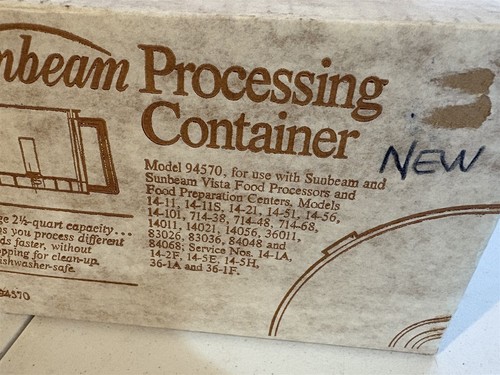 nbeam Processing
Container
NEW
Model 94570, for use with Sunbeam and
Sunbeam Vista Food Processors and
Food Preparation Centers, Models
14-11, 14-11S, 14-21, 14-51, 14-56,
14-101, 714-38, 714-48, 714-68,
14011, 14021, 14056, 36011,
83026, 83036, 84048 and
84068; Service Nos. 14-1A,
14-2F, 14-5E, 14-5H,
36-1A and 36-1F.
ge 2½-quart capacity...
s you process different
ds faster, without
opping for clean-up.
ishwasher-safe.
94570